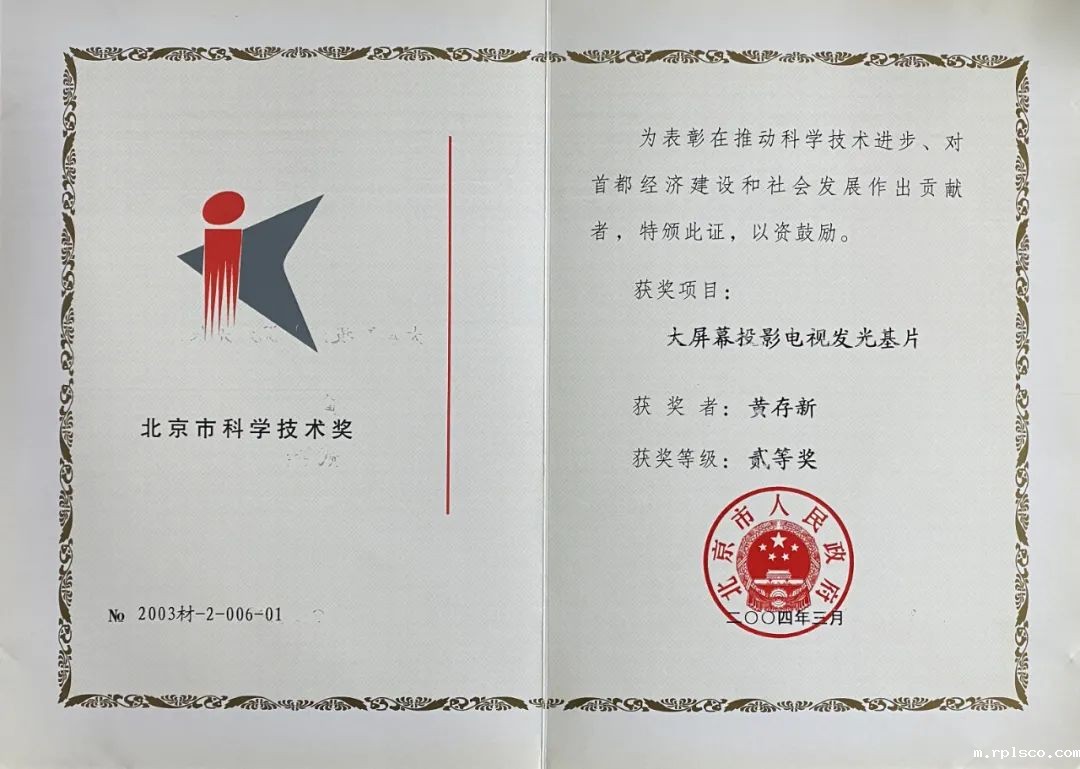 北京市科学技术奖
№ 2003材-2-006-01
为表彰在推动科学技术进步、对
首都经济建设和社会发展作出贡献
者，特颁此证，以资鼓励。
获奖项目：
大屏幕投影电视发光基片
获奖者：黄存新
获奖等级：贰等奖
北京市人民政府
二〇〇四年三月
m.rplsco.com